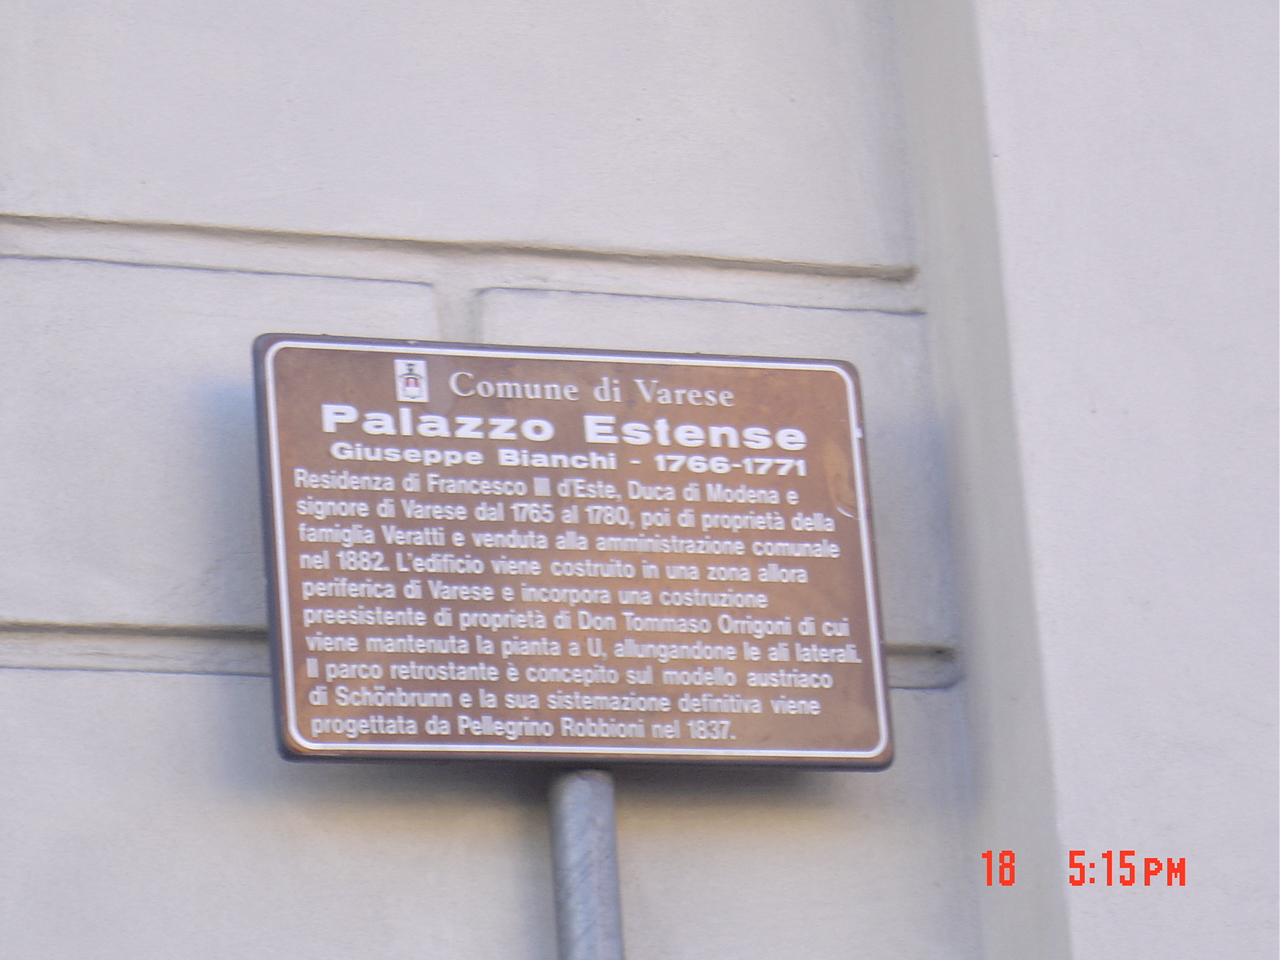 Comune di Varese
Palazzo Estense
Giuseppe Bianchi - 1766-1771
Residenza di Francesco III d'Este, Duca di Modena e
signore di Varese dal 1765 al 1780, poi di proprietà della
famiglia Veratti e venduta alla amministrazione comunale
nel 1882. L'edificio viene costruito in una zona allora
periferica di Varese e incorpora una costruzione
preesistente di proprietà di Don Tommaso Orrigoni di cui
viene mantenuta la pianta a U, allungandone le ali laterali.
Il parco retrostante è concepito sul modello austriaco
di Schönbrunn e la sua sistemazione definitiva viene
progettata da Pellegrino Robbioni nel 1837.
18 5:15PM